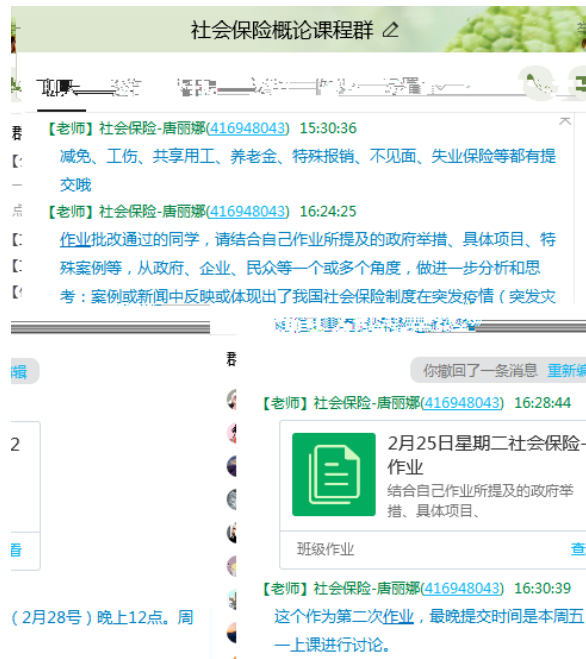 社会保险概论课程群
聊天
【老师】社会保险-唐丽娜(416948043) 15:30:36
减免、工伤、共享用工、养老金、特殊报销、不见面、失业保险等都有提
交哦
【老师】社会保险-唐丽娜(416948043) 16:24:25
作业批改通过的同学，请结合自己作业所提及的政府举措、具体项目、特
殊案例等，从政府、企业、民众等一个或多个角度，做进一步分析和思
考：案例或新闻中反映或体现出了我国社会保险制度在突发疫情（突发灾
辑
2
看
（2月28号）晚上12点。周
群
你撤回了一条消息 重新编
【老师】社会保险-唐丽娜(416948043) 16:28:44
2月25日星期二社会保险-
作业
结合自己作业所提及的政府举
措、具体项目、
班级作业 查
【老师】社会保险-唐丽娜(416948043) 16:30:39
这个作为第二次作业，最晚提交时间是本周五
一上课进行讨论。